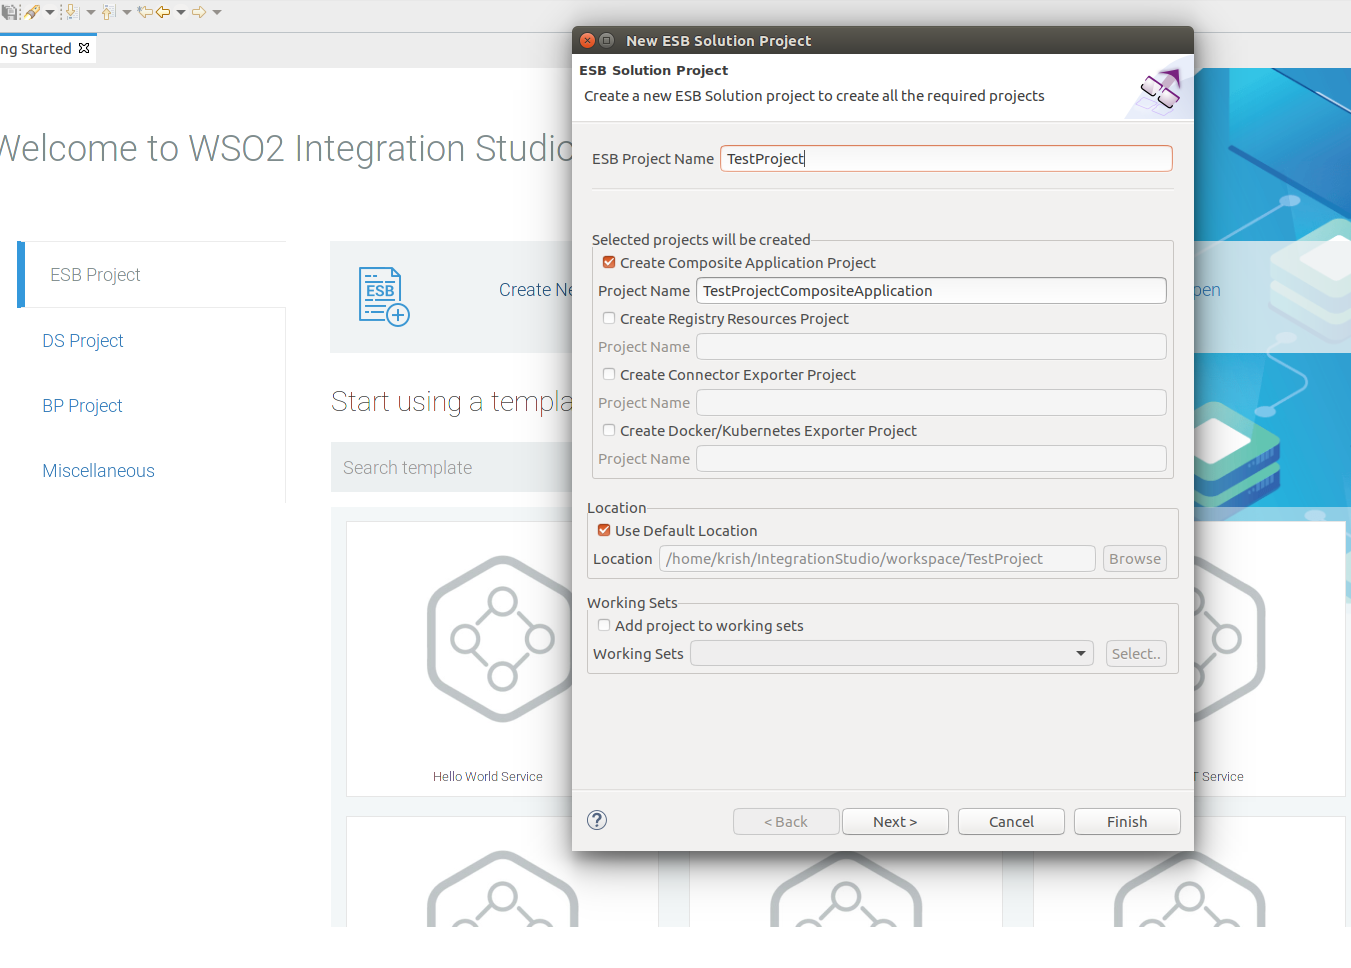 ng Started
Welcome to WSO2 Integration Studio
ESB Project
DS Project
BP Project
Miscellaneous
ESB
Create Ne
pen
Start using a templa
Search template
Hello World Service
T Service
New ESB Solution Project
ESB Solution Project
Create a new ESB Solution project to create all the required projects
ESB Project Name TestProject
Selected projects will be created
Create Composite Application Project
Project Name TestProjectCompositeApplication
Create Registry Resources Project
Project Name
Create Connector Exporter Project
Project Name
Create Docker/Kubernetes Exporter Project
Project Name
Location
Use Default Location
Location /home/krish/IntegrationStudio/workspace/TestProject Browse
Working Sets
Add project to working sets
Working Sets Select..
? < Back Next > Cancel Finish